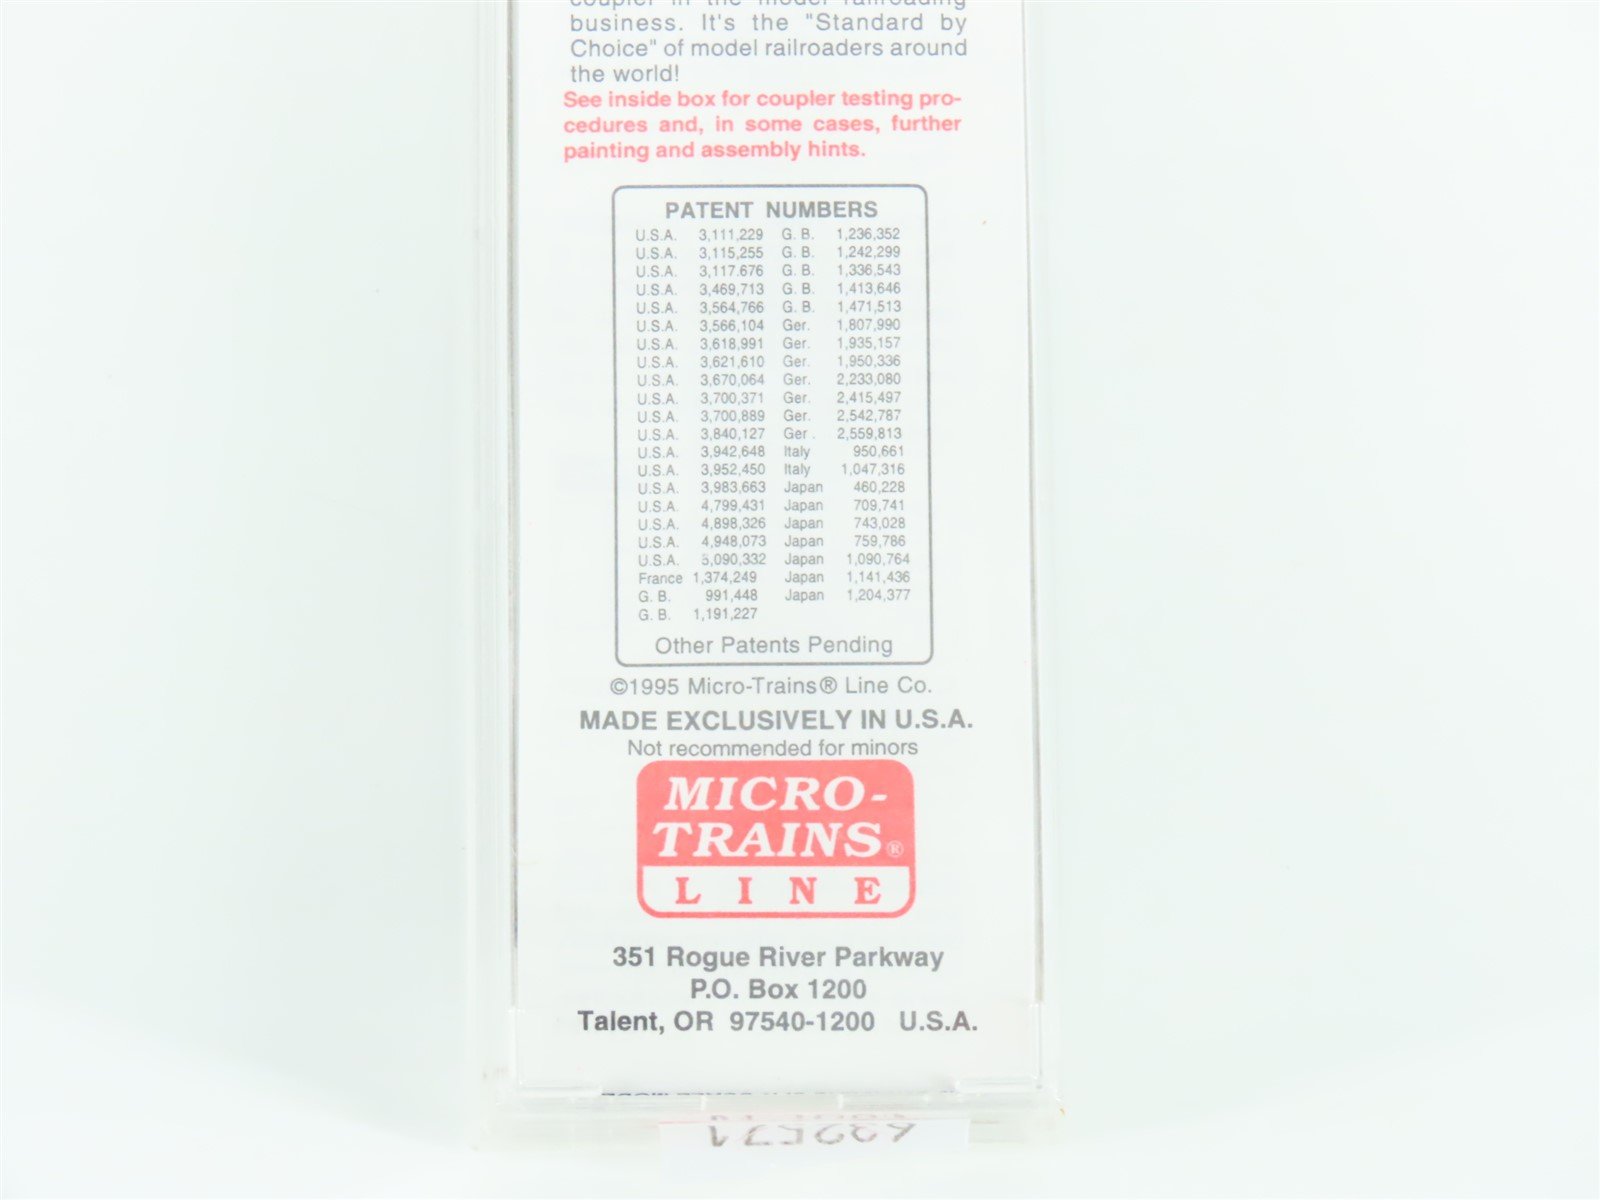 coupler in the model railroading
business. It's the "Standard by
Choice" of model railroaders around
the world!
See inside box for coupler testing pro-
cedures and, in some cases, further
painting and assembly hints.
PATENT NUMBERS
U.S.A. 3,111,229 G. B. 1,236,352
U.S.A. 3,115,255 G. B. 1,242,299
U.S.A. 3,117.676 G. B. 1,336,543
U.S.A. 3,469,713 G. B. 1,413,646
U.S.A. 3,564,766 G. B. 1,471,513
U.S.A. 3,566,104 Ger. 1,807,990
U.S.A. 3,618,991 Ger. 1,935,157
U.S.A. 3,621,610 Ger. 1,950,336
U.S.A. 3,670,064 Ger. 2,233,080
U.S.A. 3,700,371 Ger. 2,415,497
U.S.A. 3,700,889 Ger. 2,542,787
U.S.A. 3,840,127 Ger . 2,559,813
U.S.A. 3,942,648 Italy 950,661
U.S.A. 3,952,450 Italy 1,047,316
U.S.A. 3,983,663 Japan 460,228
U.S.A. 4,799,431 Japan 709,741
U.S.A. 4,898,326 Japan 743,028
U.S.A. 4,948,073 Japan 759,786
U.S.A. 5,090,332 Japan 1,090,764
France 1,374,249 Japan 1,141,436
G. B. 991,448 Japan 1,204,377
G. B. 1,191,227
Other Patents Pending
©1995 Micro-Trains® Line Co.
MADE EXCLUSIVELY IN U.S.A.
Not recommended for minors
MICRO-
TRAINS®
LINE
351 Rogue River Parkway
P.O. Box 1200
Talent, OR 97540-1200 U.S.A.